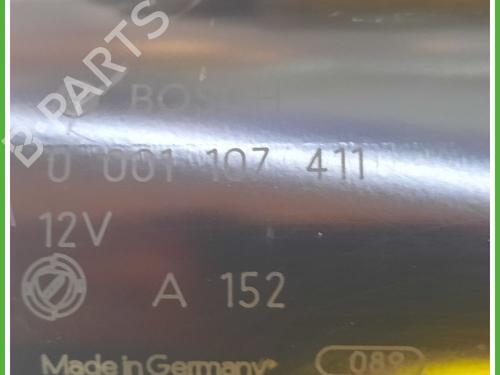 B PARTS
BOSCH
0 001 107 411
12V
A 152
Made in Germany
089